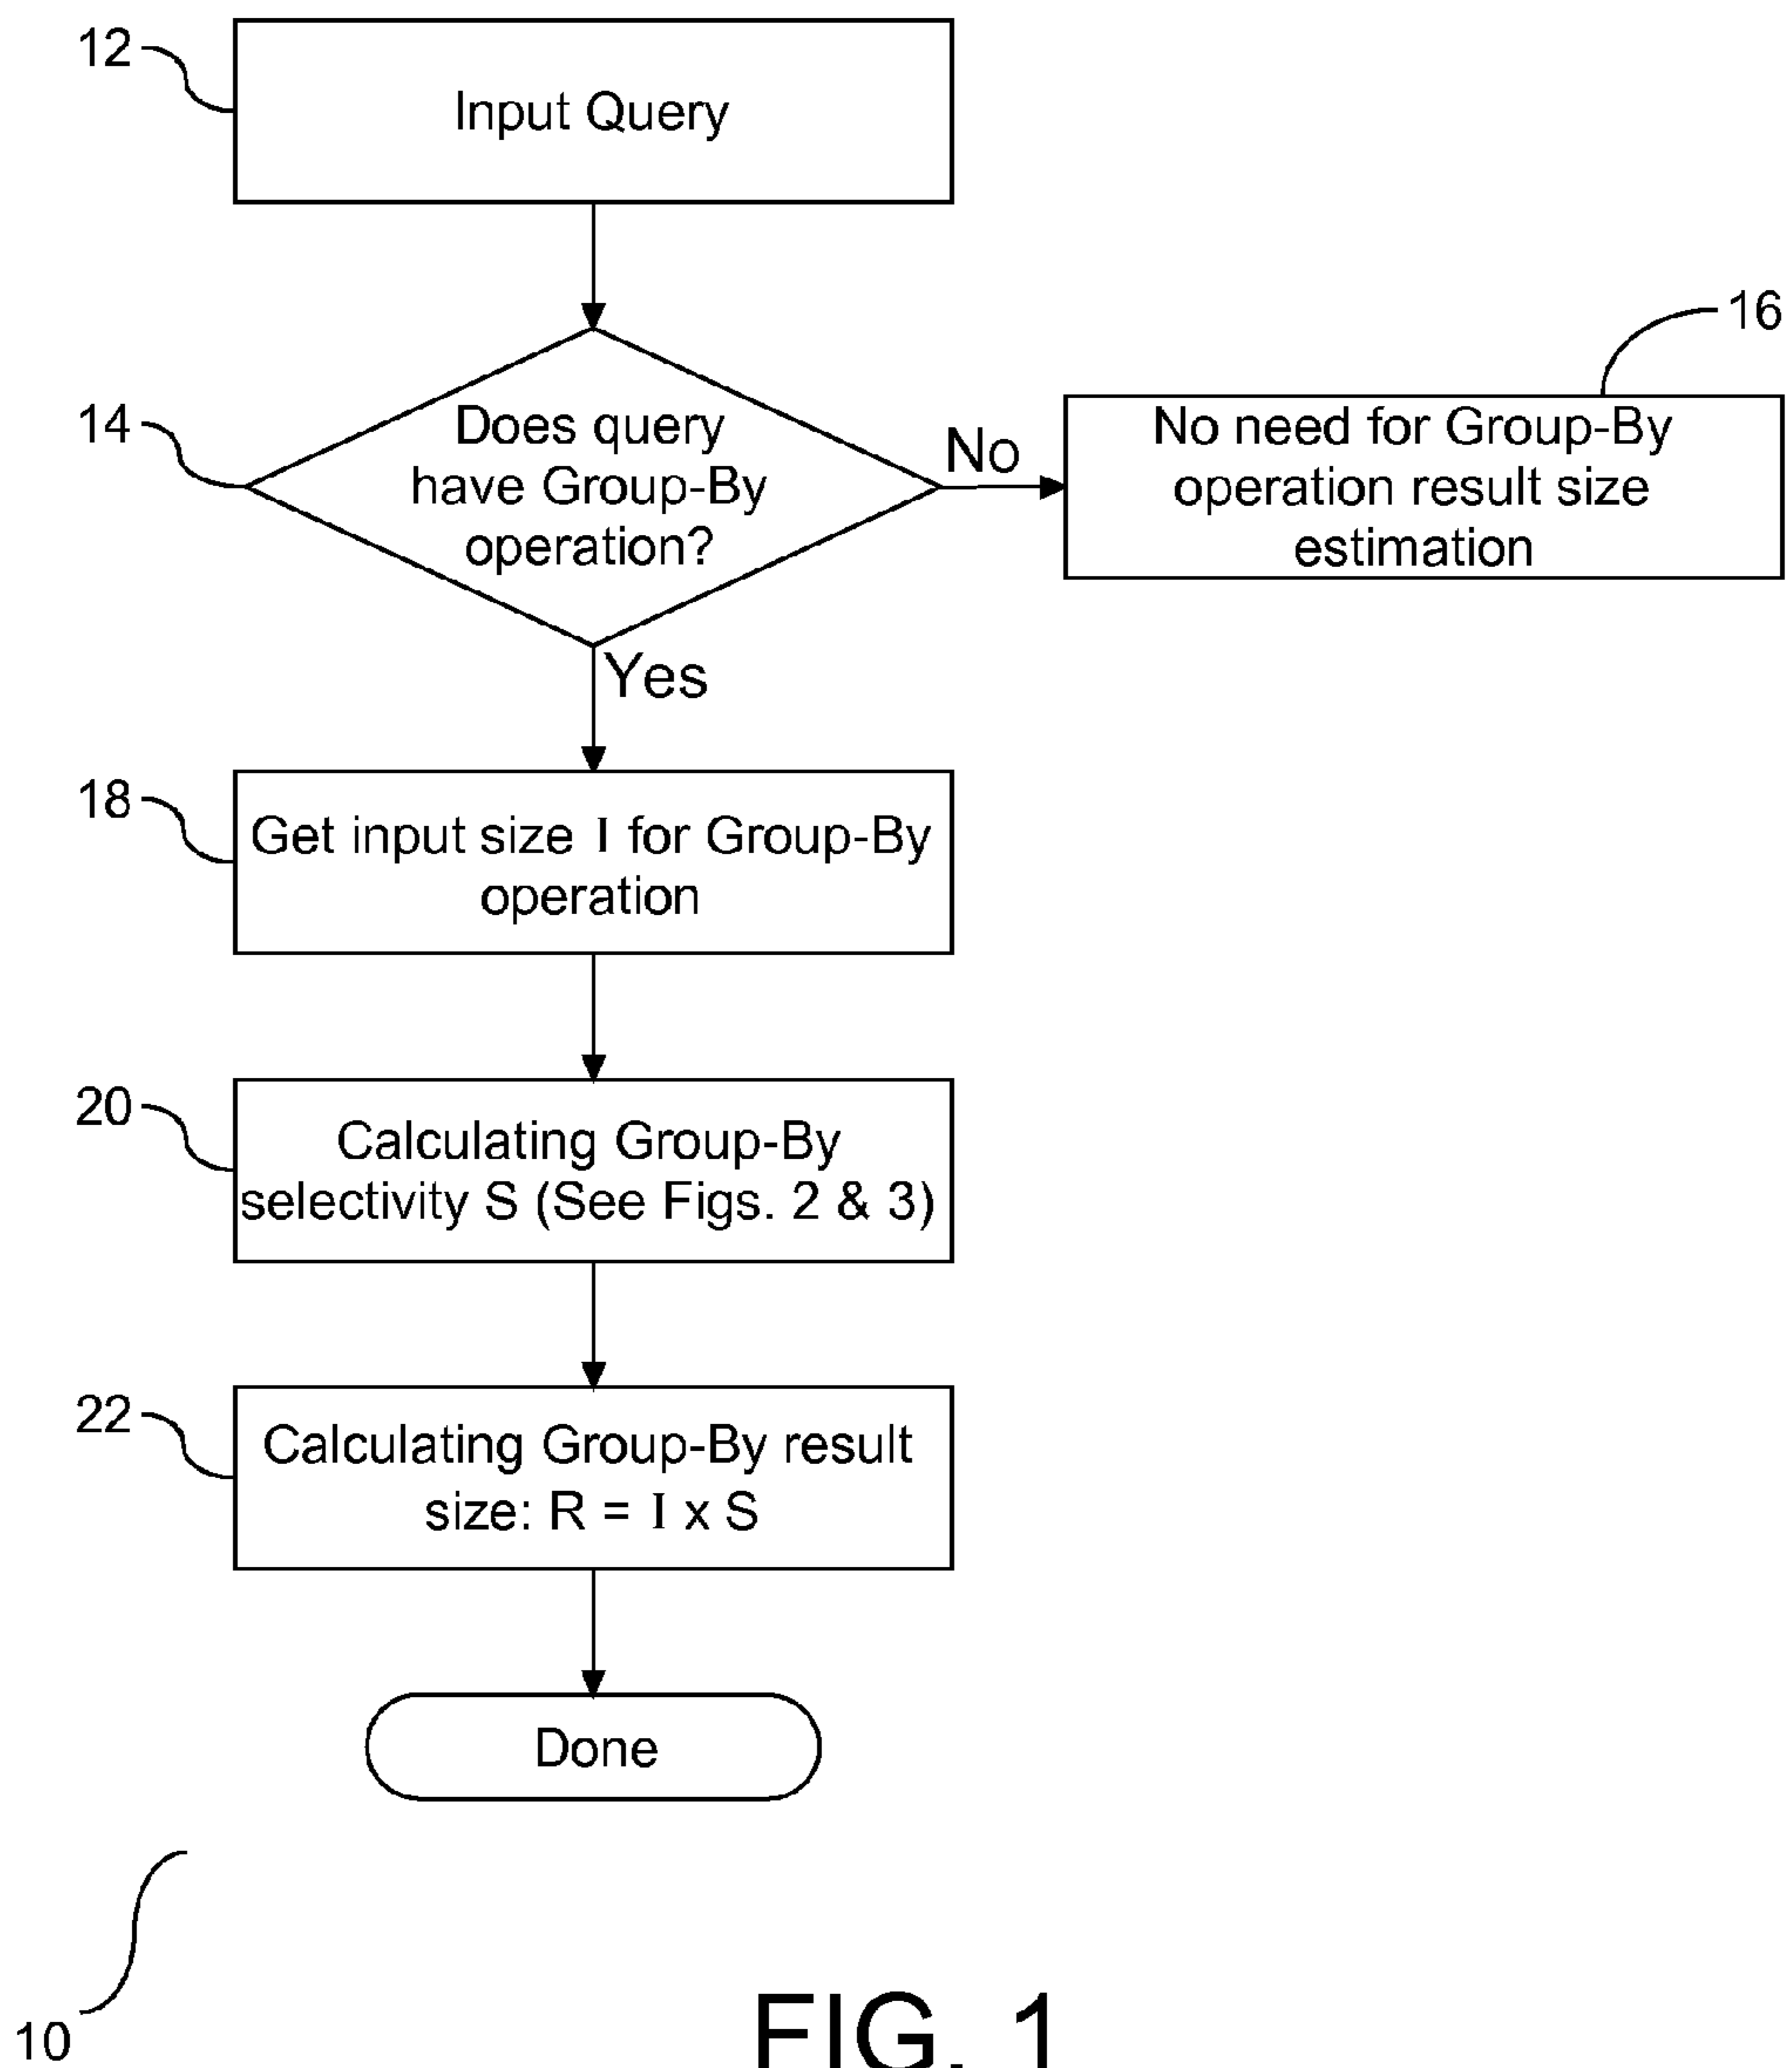 12
Input Query
16
14
Does query
have Group-By
operation?
No
No need for Group-By
operation result size
estimation
Yes
18
Get input size I for Group-By
operation
20
Calculating Group-By
selectivity S (See Figs. 2 & 3)
22
Calculating Group-By result
size: R = I x S
Done
10
FIG. 1